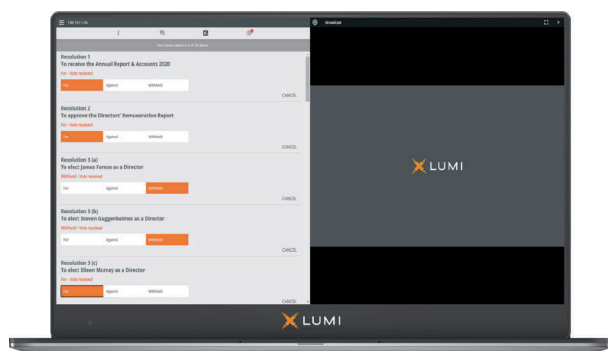 Broadcast
Resolution 1
To receive the Annual Report & Accounts 2020
For - Vote received
For Against Withheld
CANCEL
Resolution 2
To approve the Directors' Remuneration Report
For - Vote received
For Against Withheld
CANCEL
Resolution 3 (a)
To elect James Forese as a Director
Withheld - Vote received
For Against Withheld
CANCEL
Resolution 3 (b)
To elect Steven Guggenheimer as a Director
Withheld - Vote received
For Against Withheld
CANCEL
Resolution 3 (c)
To elect Eileen Murray as a Director
For - Vote received
For Against Withheld
CANCEL
LUMI
LUMI